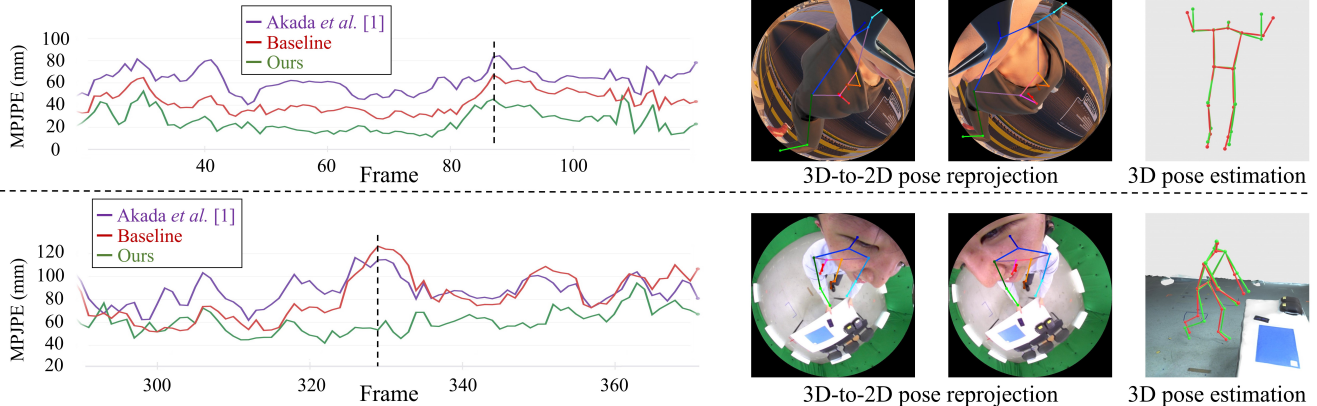 Akada et al. [1]
Baseline
Ours
MPJPE (mm)
100
80
60
40
20
0
40
60
80
100
Frame
3D-to-2D pose reprojection
3D pose estimation
Akada et al. [1]
Baseline
Ours
MPJPE (mm)
120
100
80
60
40
20
300
320
340
360
Frame
3D-to-2D pose reprojection
3D pose estimation